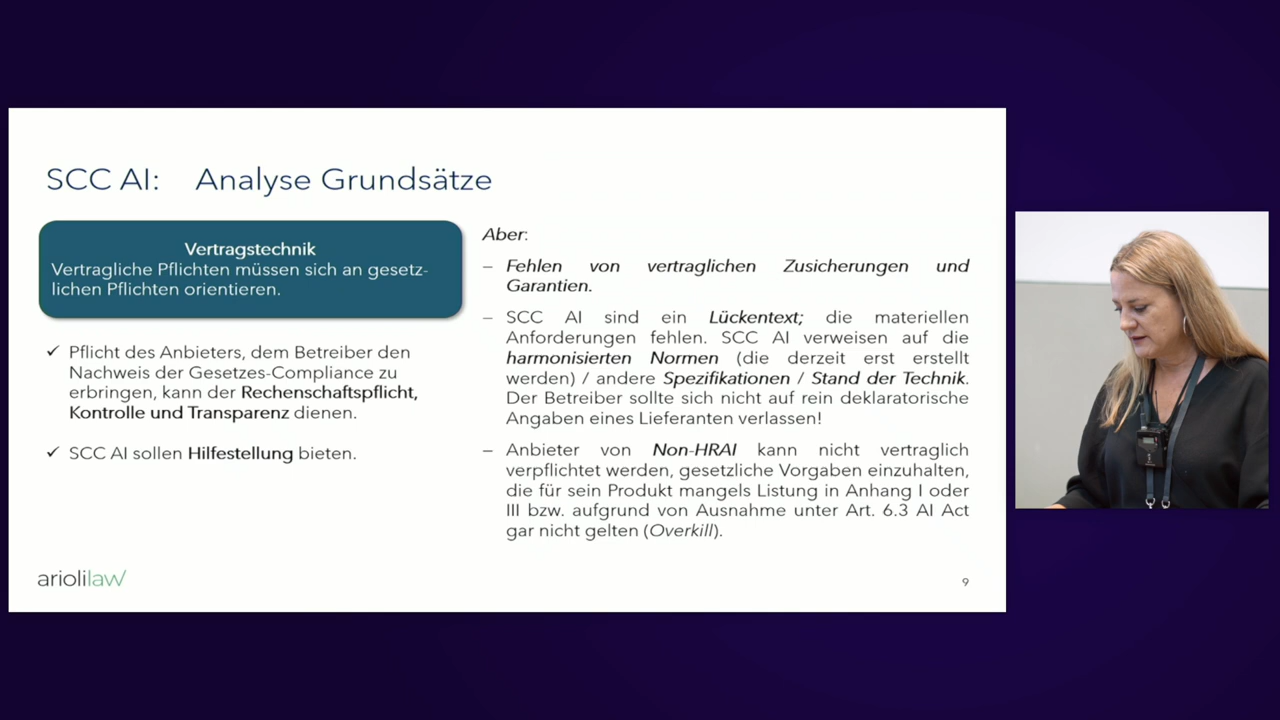 SCC AI: Analyse Grundsätze
Vertragstechnik
Vertragliche Pflichten müssen sich an gesetz-
lichen Pflichten orientieren.
✓ Pflicht des Anbieters, dem Betreiber den
Nachweis der Gesetzes-Compliance zu
erbringen, kann der Rechenschaftspflicht,
Kontrolle und Transparenz dienen.
✓ SCC AI sollen Hilfestellung bieten.
Aber:
– Fehlen von vertraglichen Zusicherungen und
Garantien.
– SCC AI sind ein Lückentext; die materiellen
Anforderungen fehlen. SCC AI verweisen auf die
harmonisierten Normen (die derzeit erst erstellt
werden) / andere Spezifikationen / Stand der Technik.
Der Betreiber sollte sich nicht auf rein deklaratorische
Angaben eines Lieferanten verlassen!
– Anbieter von Non-HRAI kann nicht vertraglich
verpflichtet werden, gesetzliche Vorgaben einzuhalten,
die für sein Produkt mangels Listung in Anhang I oder
III bzw. aufgrund von Ausnahme unter Art. 6.3 AI Act
gar nicht gelten (Overkill).
ariolilaw
9